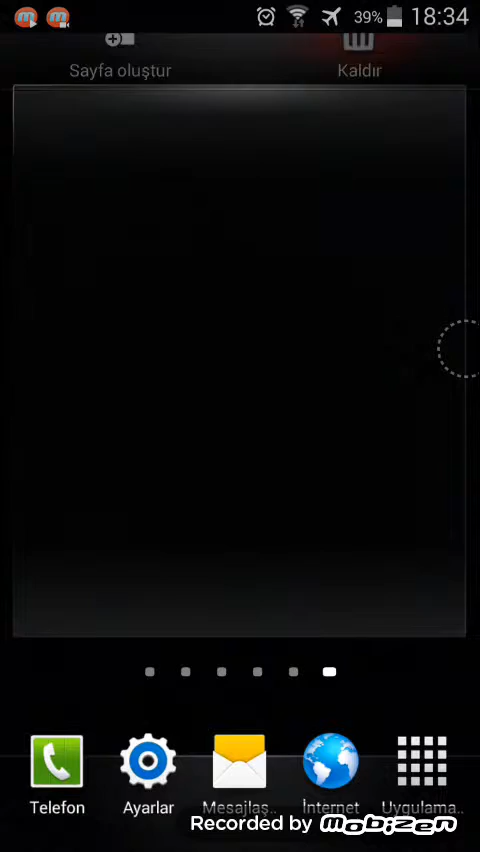 39% 18:34
Sayfa oluştur Kaldır
Telefon Ayarlar Mesajlaş.. İnternet Uygulama..
Recorded by mobizen